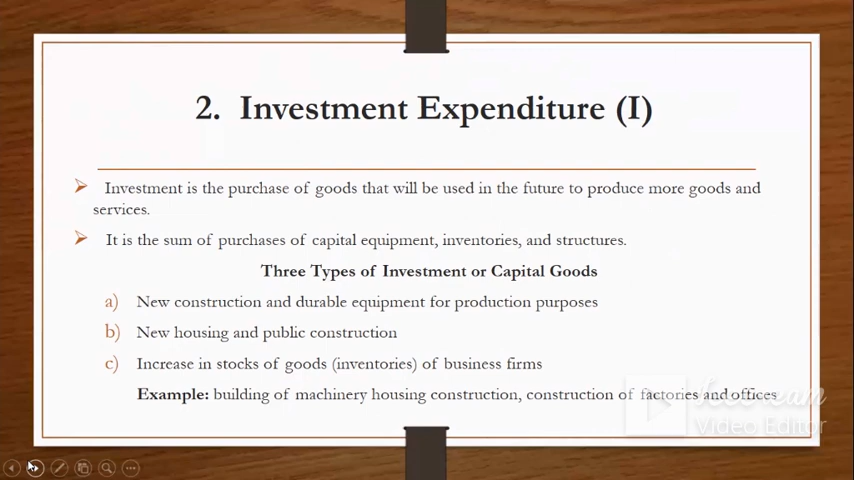 2. Investment Expenditure (I)
Investment is the purchase of goods that will be used in the future to produce more goods and
services.
It is the sum of purchases of capital equipment, inventories, and structures.
Three Types of Investment or Capital Goods
a) New construction and durable equipment for production purposes
b) New housing and public construction
c) Increase in stocks of goods (inventories) of business firms
Example: building of machinery housing construction, construction of factories and offices
Video Editor